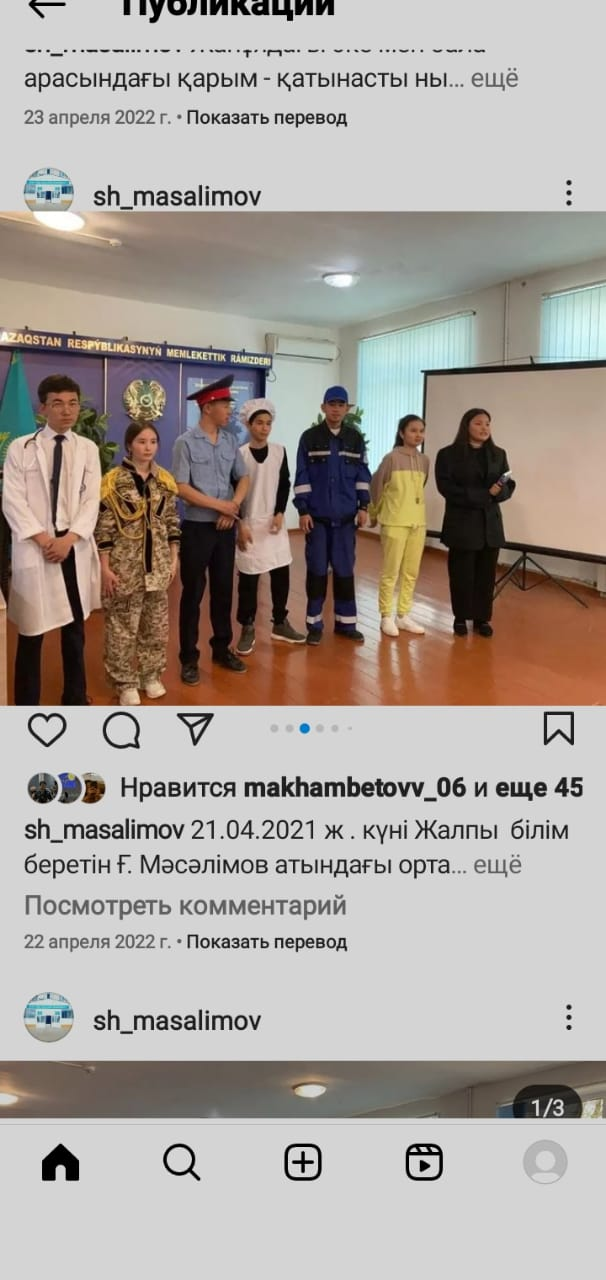 Публикации
арасындағы қарым - қатынасты ны... ещё
23 апреля 2022 г. • Показать перевод
sh_masalimov
AZAQSTAN RESPÝBLIKASYNYŃ MEMLEKETTIK RÁMIZDERI
Нравится makhambetovv_06 и еще 45
sh_masalimov 21.04.2021 ж . күні Жалпы білім
беретін Ғ. Мәсәлімов атындағы орта... ещё
Посмотреть комментарий
22 апреля 2022 г. • Показать перевод
sh_masalimov
1/3